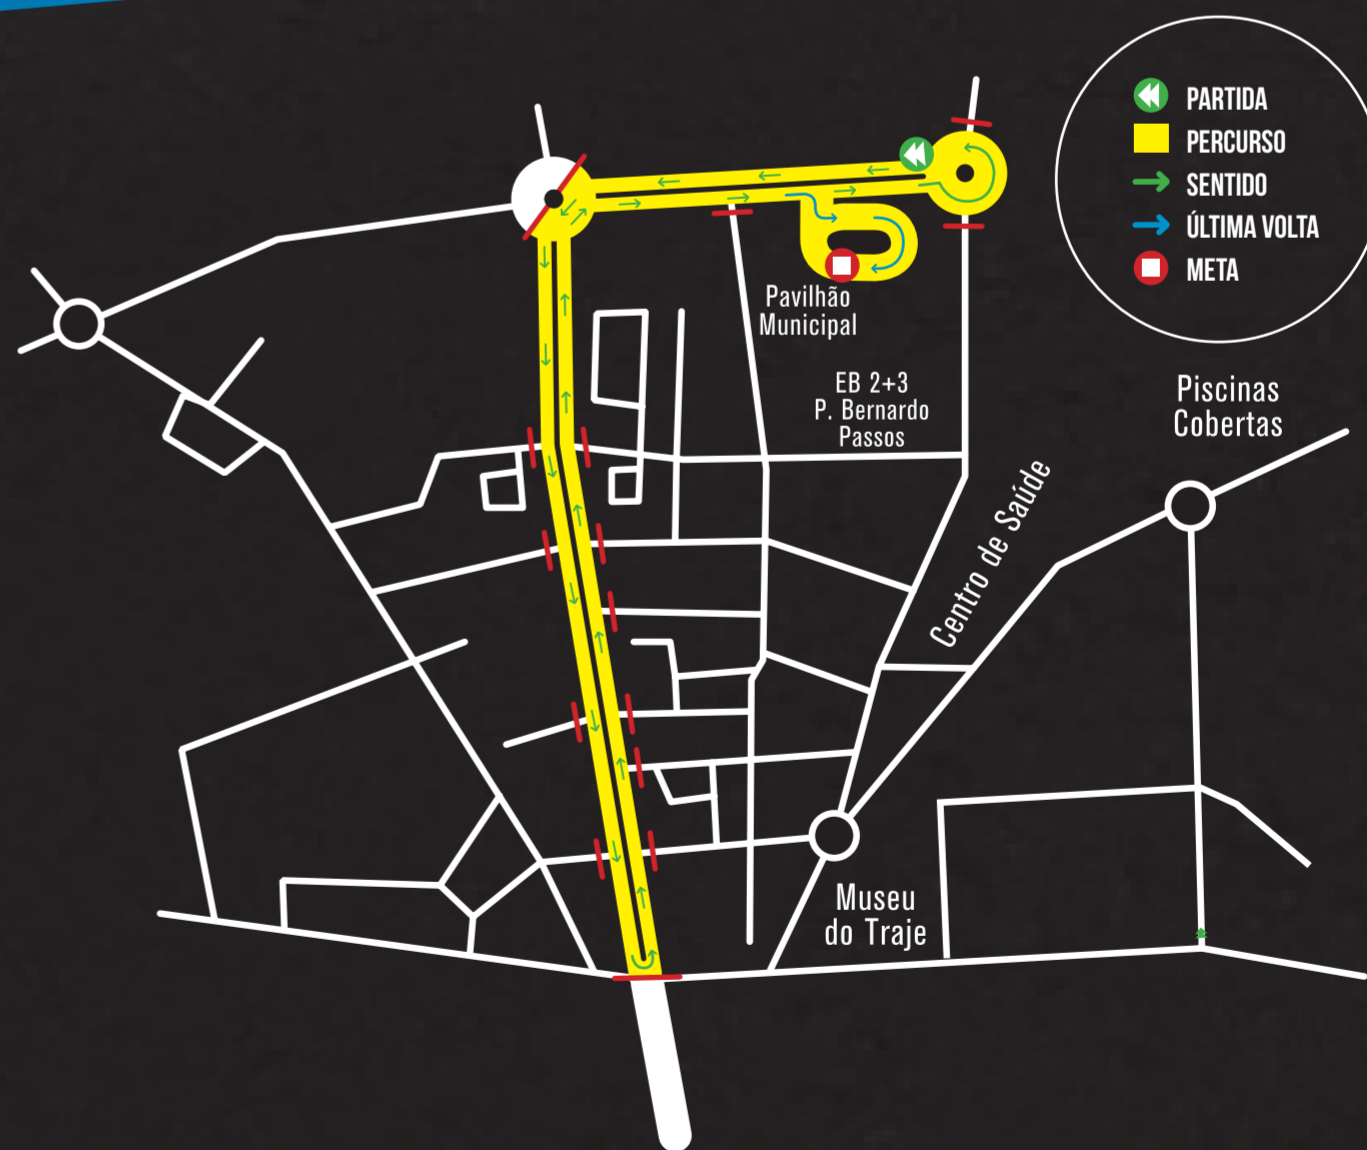 PARTIDA
PERCURSO
SENTIDO
ÚLTIMA VOLTA
META
Pavilhão
Municipal
EB 2+3
P. Bernardo
Passos
Piscinas
Cobertas
Centro de Saúde
Museu
do Traje